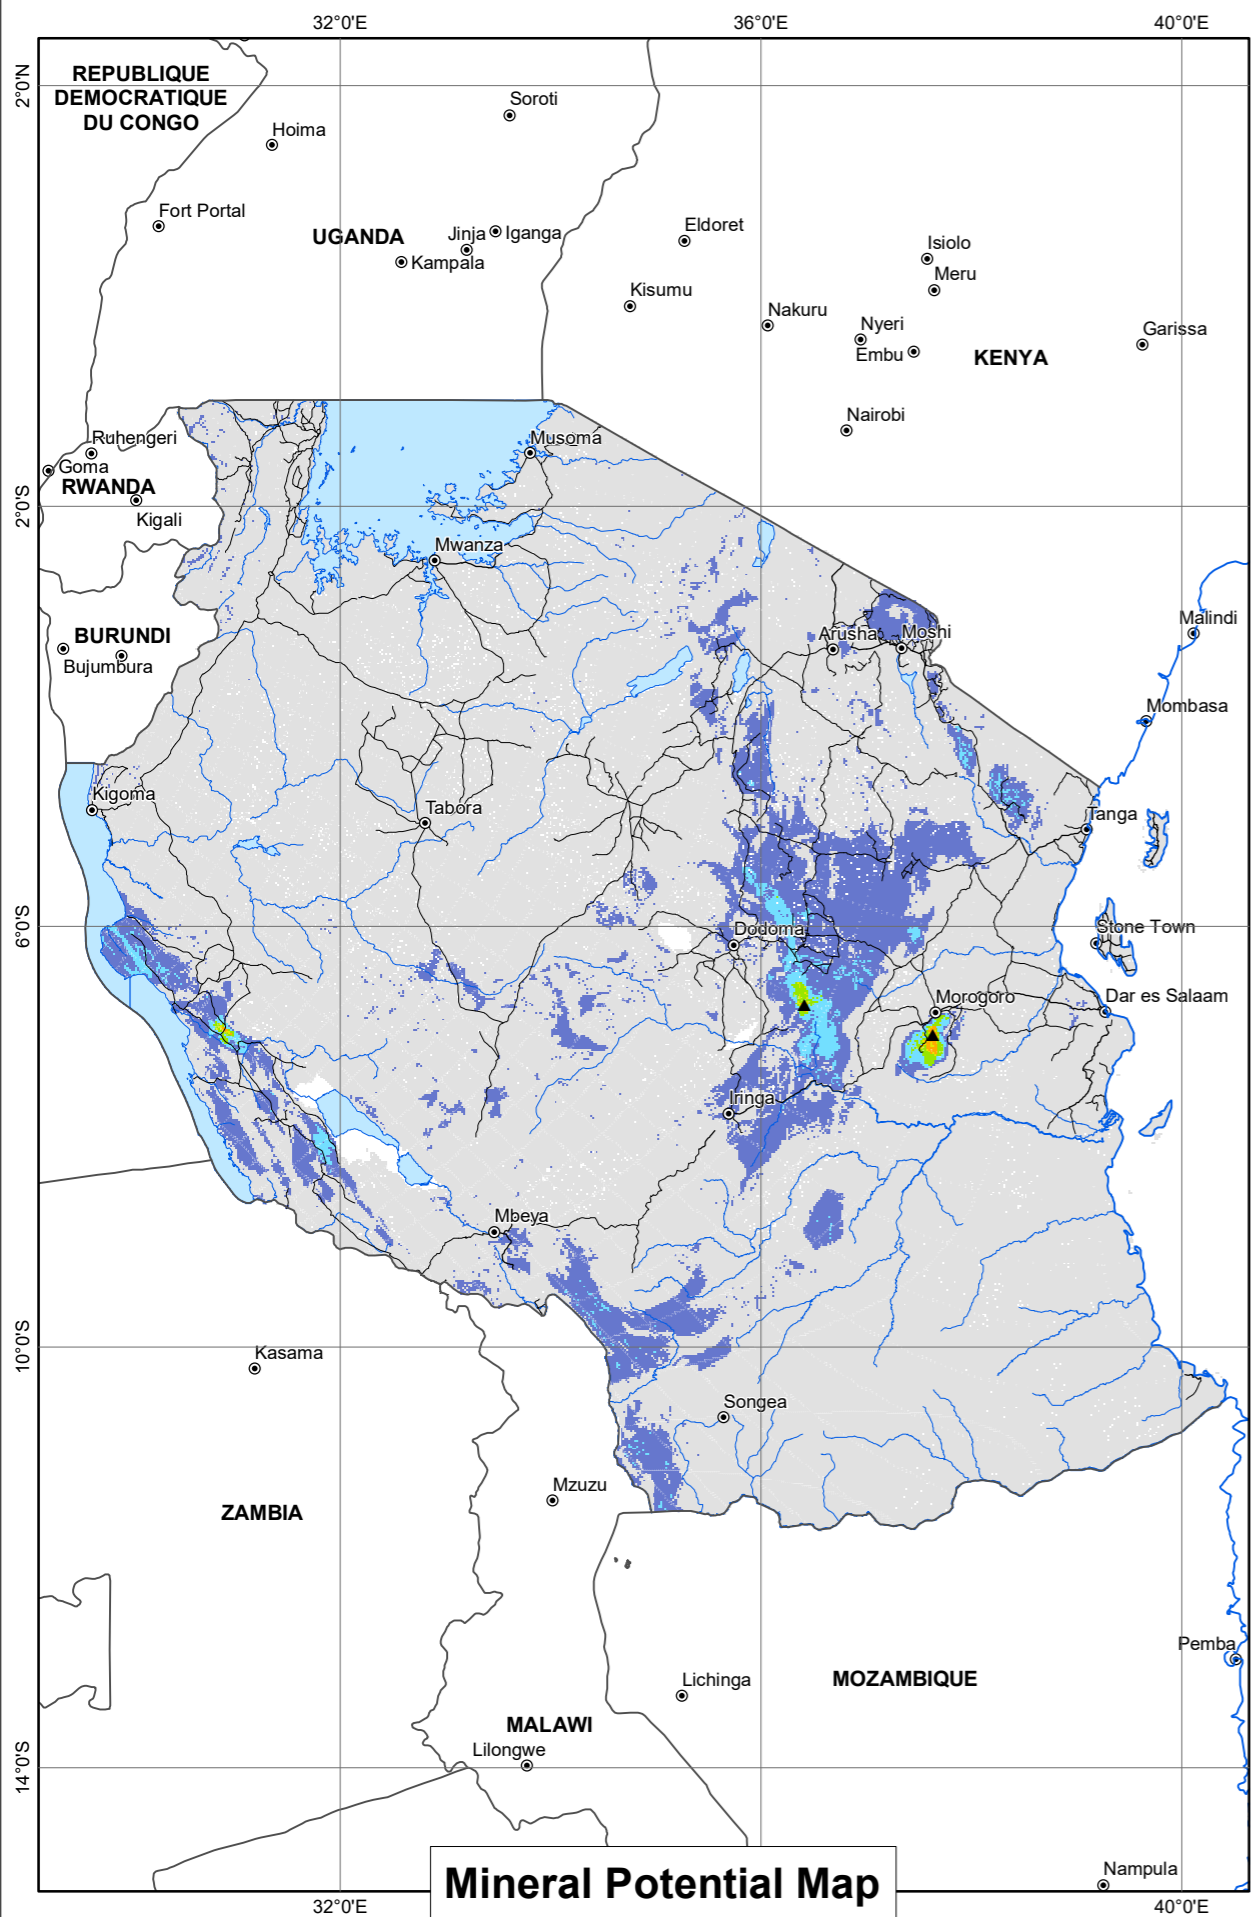 32°0'E
36°0'E
40°0'E
2°0'N
REPUBLIQUE
DEMOCRATIQUE
DU CONGO
Soroti
Hoima
Fort Portal
UGANDA
Jinja
Iganga
Kampala
Eldoret
Isiolo
Meru
Kisumu
Nakuru
Nyeri
Embu
KENYA
Garissa
Nairobi
Ruhengeri
Goma
RWANDA
Kigali
Musoma
2°0'S
Mwanza
BURUNDI
Bujumbura
Arusha
Moshi
Malindi
Mombasa
Kigoma
Tabora
Tanga
6°0'S
Dodoma
Stone Town
Morogoro
Dar es Salaam
Iringa
Mbeya
10°0'S
Kasama
Songea
Mzuzu
ZAMBIA
Pemba
Lichinga
MOZAMBIQUE
MALAWI
Lilongwe
14°0'S
Nampula
Mineral Potential Map
32°0'E
40°0'E